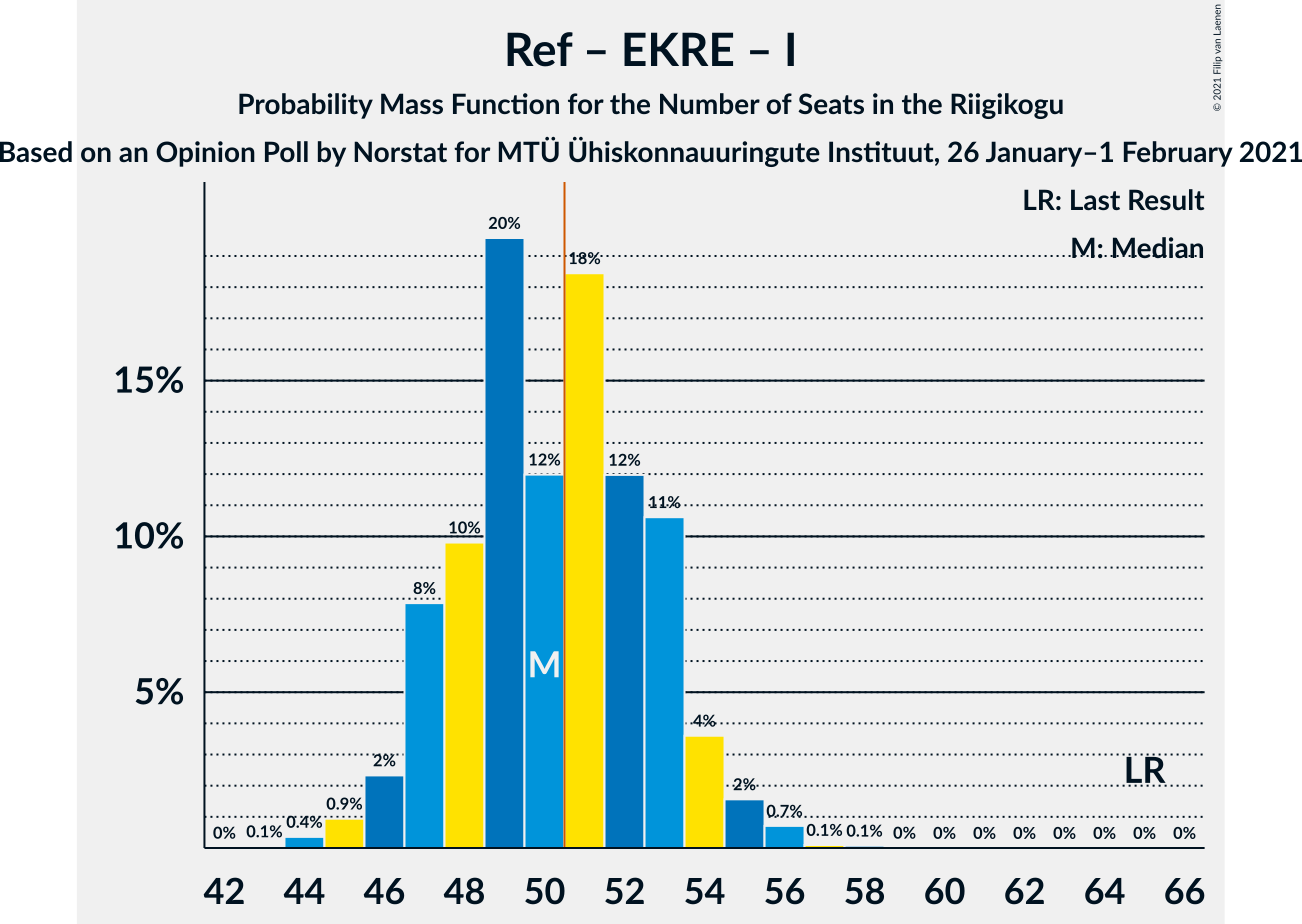 Ref – EKRE – I
Probability Mass Function for the Number of Seats in the Riigikogu
Based on an Opinion Poll by Norstat for MTÜ Ühiskonnauuringute Instituut, 26 January–1 February 2021
© 2021 Filip van Laenen
LR: Last Result
M: Median
20%
18%
15%
12% 12%
11%
10%
10%
8%
M
5%
4%
LR
2% 2%
0% 0.1% 0.4% 0.9% 0.7% 0.1% 0.1% 0% 0% 0% 0% 0% 0% 0% 0%
42 44 46 48 50 52 54 56 58 60 62 64 66